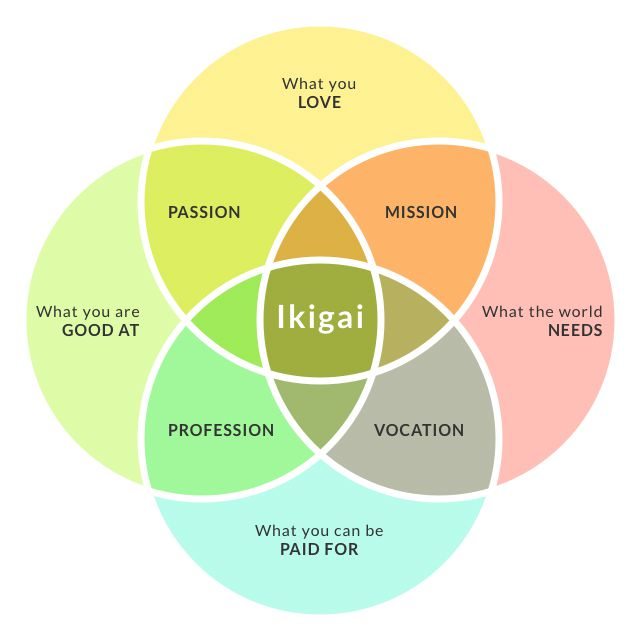 What you
LOVE
PASSION
MISSION
What you are
GOOD AT
Ikigai
What the world
NEEDS
PROFESSION
VOCATION
What you can be
PAID FOR